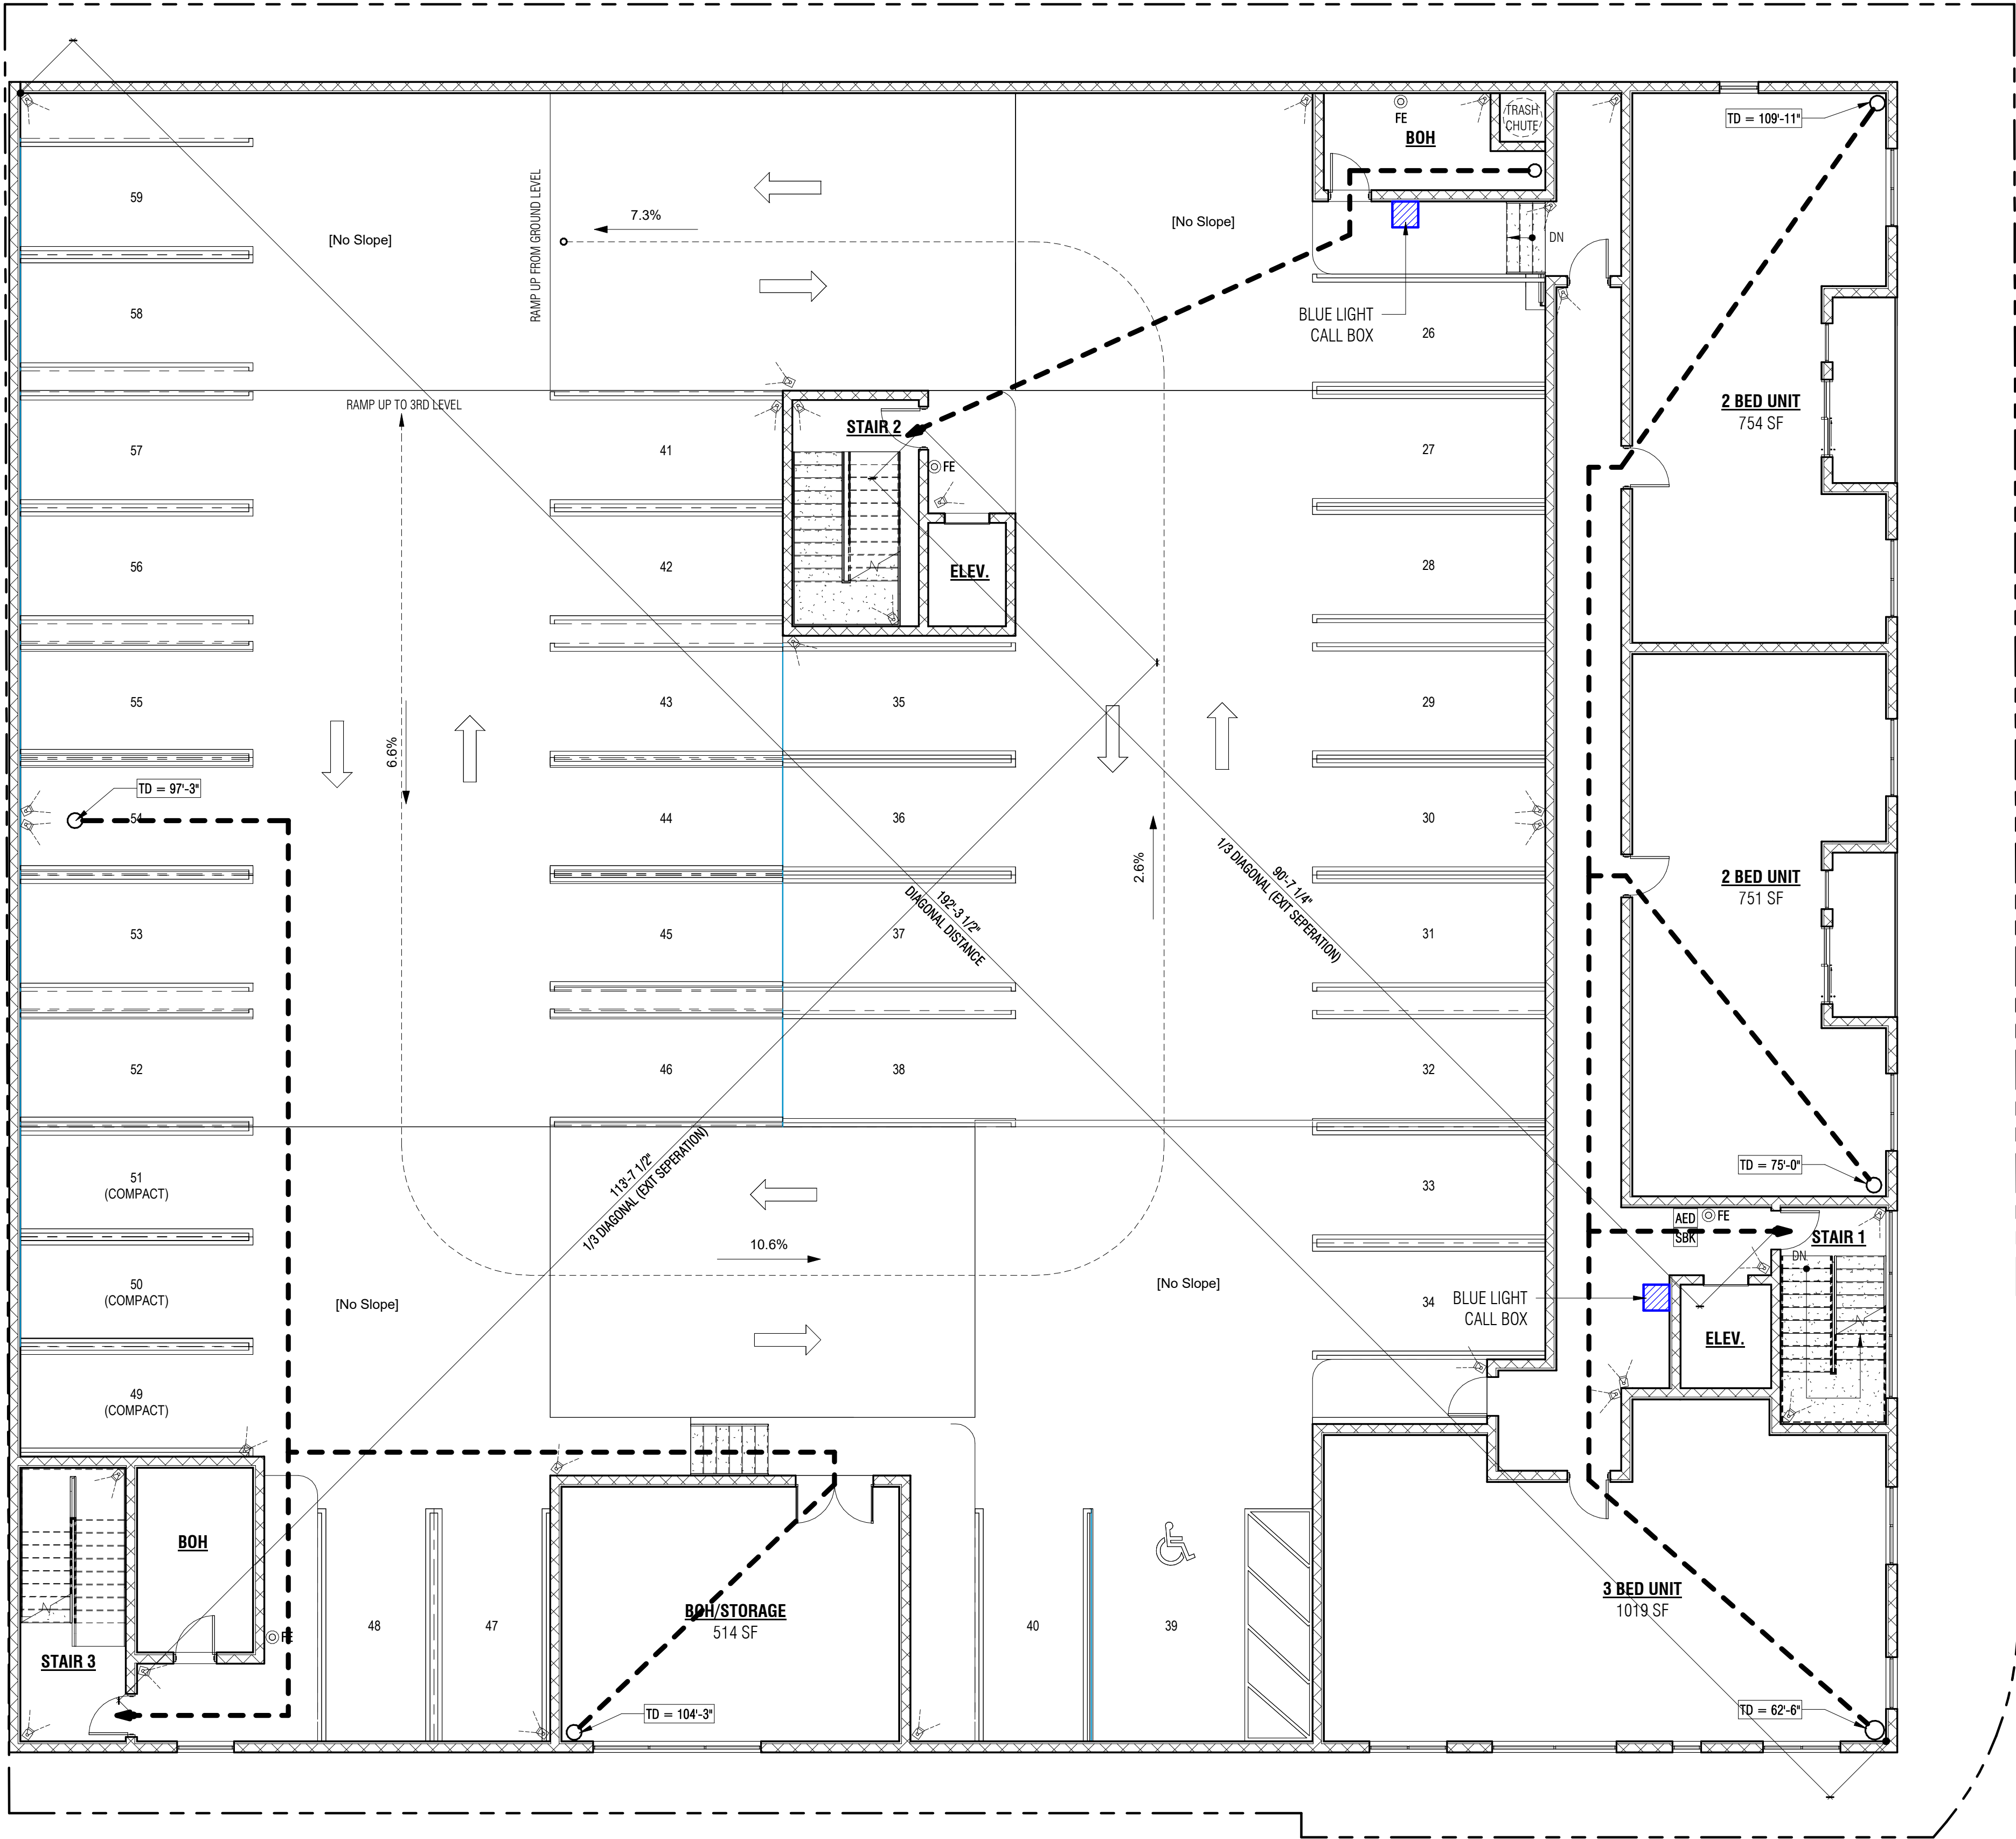 TRASH
CHUTE
FE
BOH
TD = 109'-11"
59
[No Slope]
RAMP UP FROM GROUND LEVEL
7.3%
[No Slope]
DN
58
BLUE LIGHT
CALL BOX
26
RAMP UP TO 3RD LEVEL
STAIR 2
2 BED UNIT
754 SF
57
41
FE
27
56
42
ELEV.
28
55
43
35
29
6.6%
TD = 97'-3"
54
44
36
30
2.6%
1/3 DIAGONAL (EXIT SEPERATION)
90'-7 1/4"
192'-3 1/2"
DIAGONAL DISTANCE
2 BED UNIT
751 SF
53
45
37
31
52
46
38
32
113'-7 1/2"
1/3 DIAGONAL (EXIT SEPERATION)
TD = 75'-0"
51
(COMPACT)
33
AED
FE
SBK
STAIR 1
DN
10.6%
50
(COMPACT)
[No Slope]
[No Slope]
34
BLUE LIGHT
CALL BOX
ELEV.
49
(COMPACT)
BOH
3 BED UNIT
1019 SF
BOH/STORAGE
514 SF
48
47
40
39
FE
STAIR 3
TD = 104'-3"
TD = 62'-6"